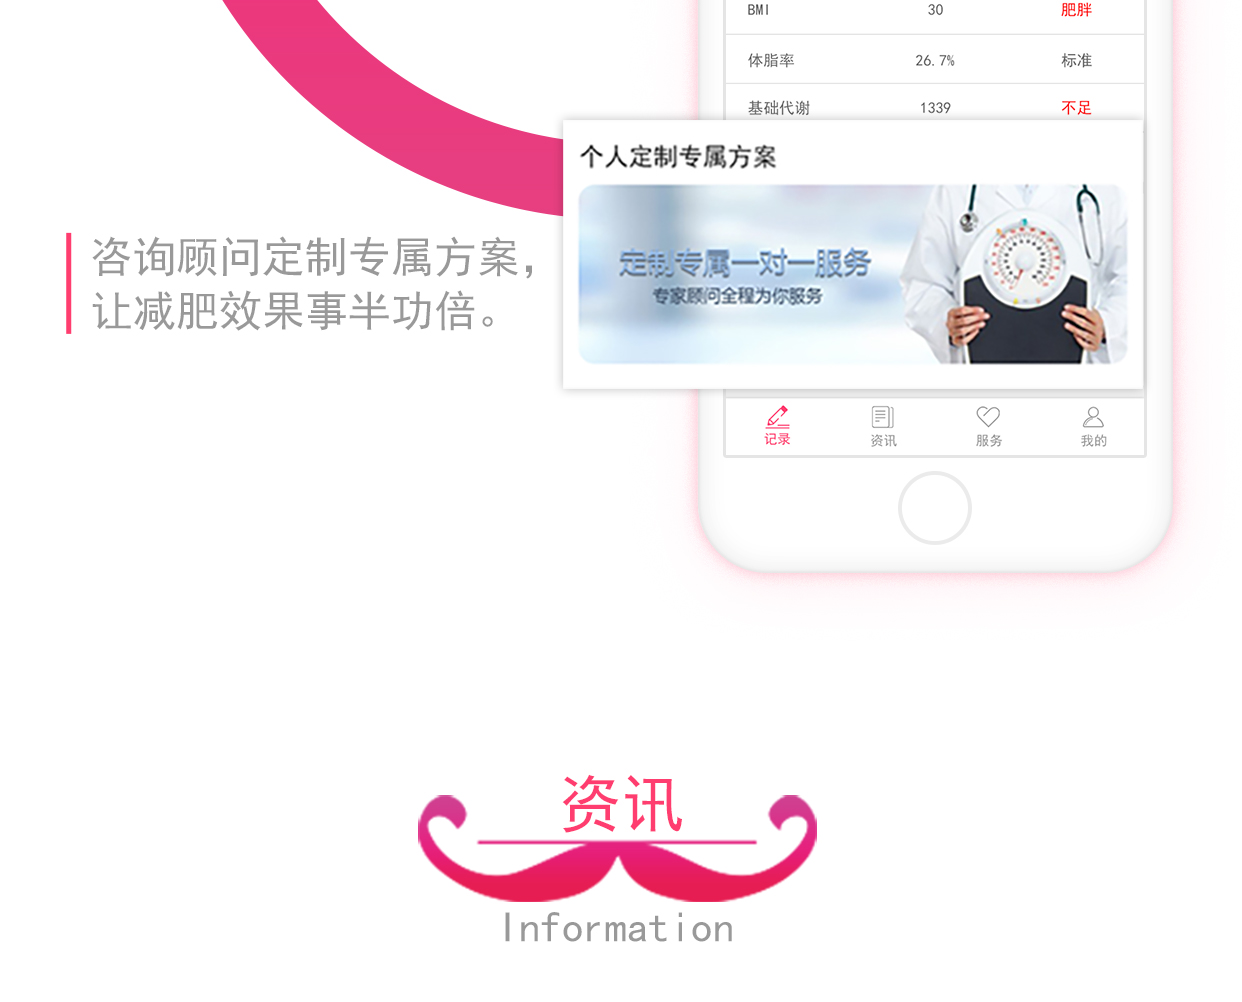 BMI 30 肥胖
体脂率 26.7% 标准
基础代谢 1339 不足
个人定制专属方案
定制专属一对一服务
专家顾问全程为你服务
咨询顾问定制专属方案,
让减肥效果事半功倍。
记录 资讯 服务 我的
资讯
Information